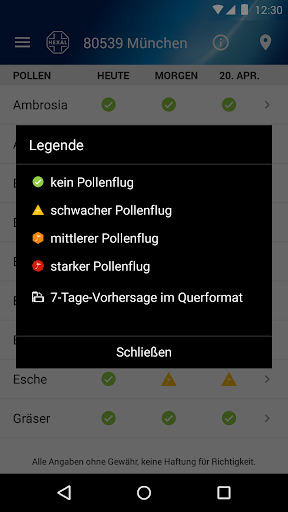 12:30
HEXAL
80539 München
POLLEN HEUTE MORGEN 20. APR.
Ambrosia
Legende
kein Pollenflug
schwacher Pollenflug
mittlerer Pollenflug
starker Pollenflug
7-Tage-Vorhersage im Querformat
Schließen
Esche
Gräser
Alle Angaben ohne Gewähr, keine Haftung für Richtigkeit.